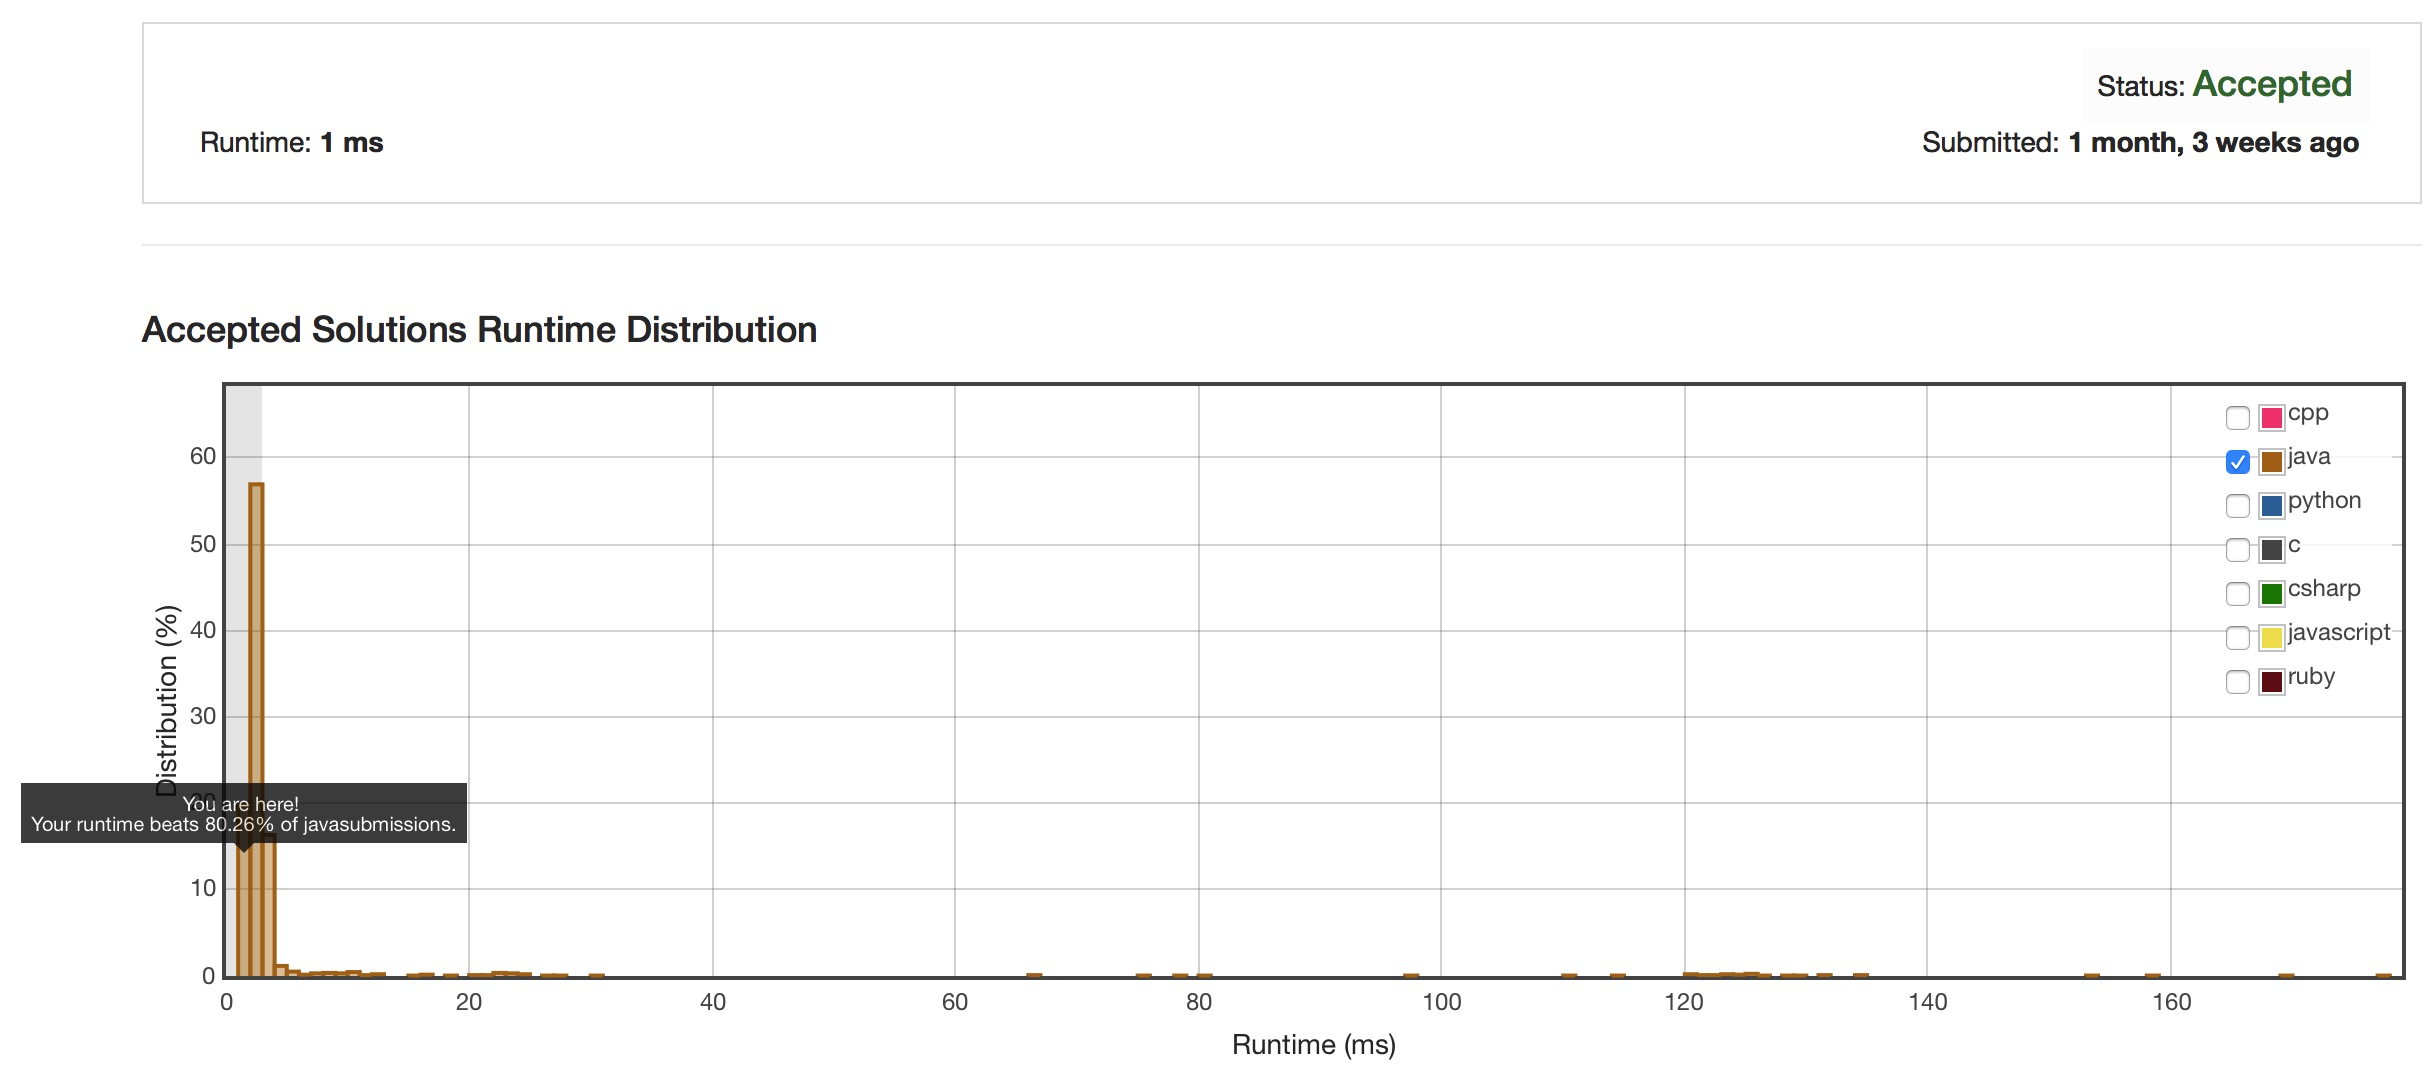 Status: Accepted
Runtime: 1 ms
Submitted: 1 month, 3 weeks ago
Accepted Solutions Runtime Distribution
cpp
java
python
c
csharp
javascript
ruby
Distribution (%)
60
50
40
30
20
10
0
You are here!
Your runtime beats 80.26% of javasubmissions.
0 20 40 60 80 100 120 140 160
Runtime (ms)